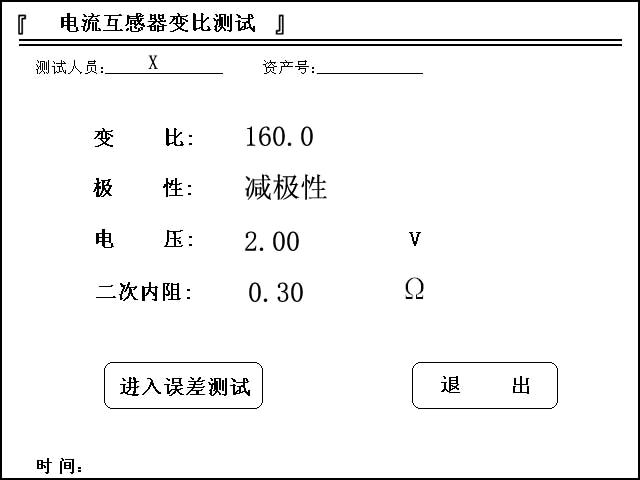 『 电流互感器变比测试 』
测试人员: X 资产号:
变 比: 160.0
极 性: 减极性
电 压: 2.00 V
二次内阻: 0.30 Ω
进入误差测试 退 出
时 间: